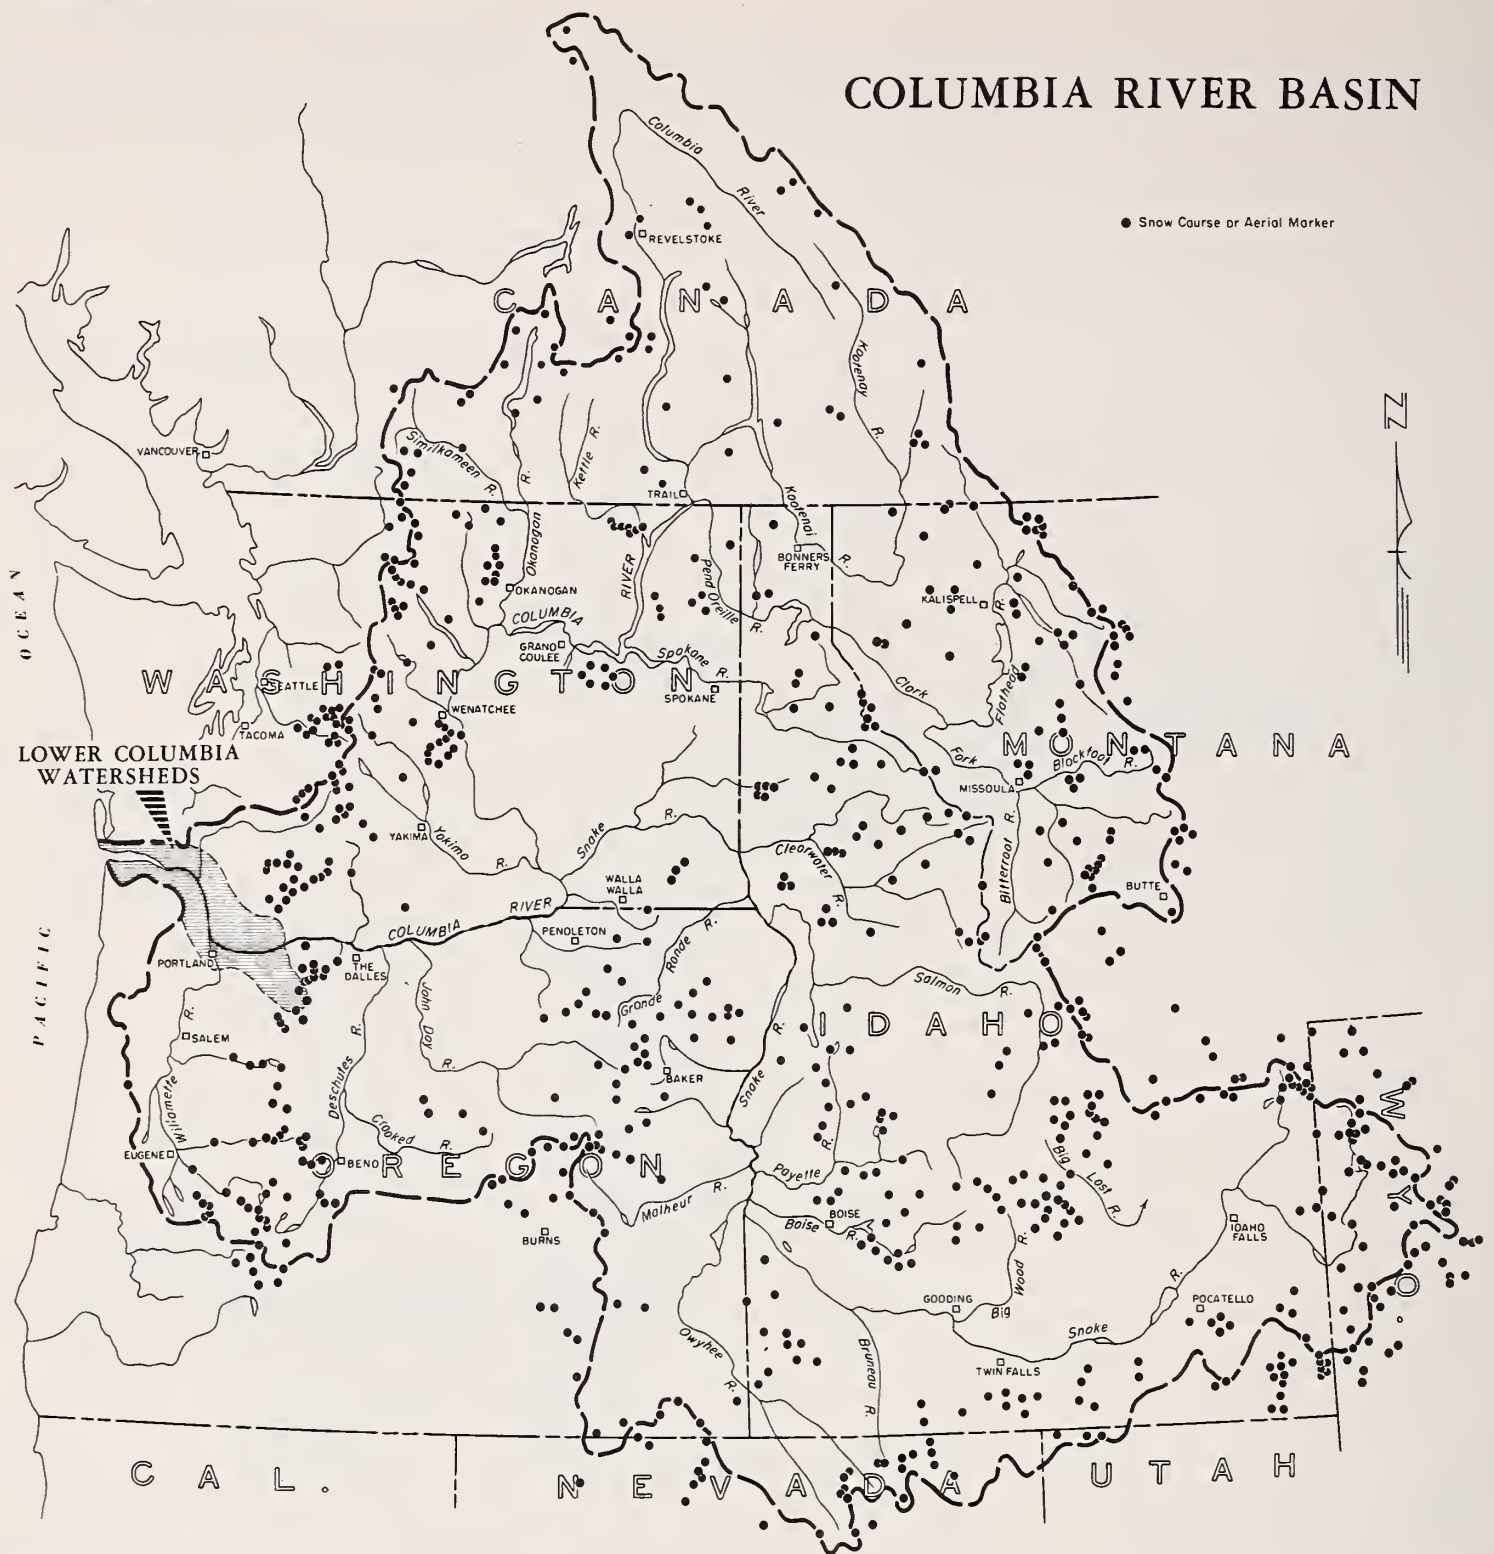 COLUMBIA RIVER BASIN
● Snow Course or Aerial Marker
Columbia
River
REVELSTOKE
CANADA
Kootenay
R.
N
VANCOUVER
Similkameen
R.
R.
Kettle R.
TRAIL
Kootenai
R.
Okanogan
RIVER
Pend Oreille
R.
BONNERS
FERRY
OKANOGAN
COLUMBIA
KALISPELL
R.
GRAND
COULEE
Spokane
R.
SPOKANE
OCEAN
WASHINGTON
SEATTLE
WENATCHEE
TACOMA
Clark
Flathead
Fork
MONTANA
Blackfoot
R.
MISSOULA
LOWER COLUMBIA
WATERSHEDS
YAKIMA
Yakima
R.
Snake
R.
Clearwater
R.
Bitterroot R.
BUTTE
WALLA
WALLA
COLUMBIA
RIVER
PENDLETON
PORTLAND
THE
DALLES
Grande
Ronde
R.
Salmon
R.
PACIFIC
R.
SALEM
John Day
R.
Deschutes
R.
IDAHO
BAKER
Snake
R.
Willamette
EUGENE
Crooked
R.
BEND
OREGON
Malheur
R.
Payette
R.
Big
Lost
R.
WYO.
BURNS
Boise
R.
BOISE
IDAHO
FALLS
Big
Wood
R.
GOODING
POCATELLO
Snake
R.
TWIN FALLS
Owyhee
R.
Bruneau
R.
CAL.
NEVADA
UTAH